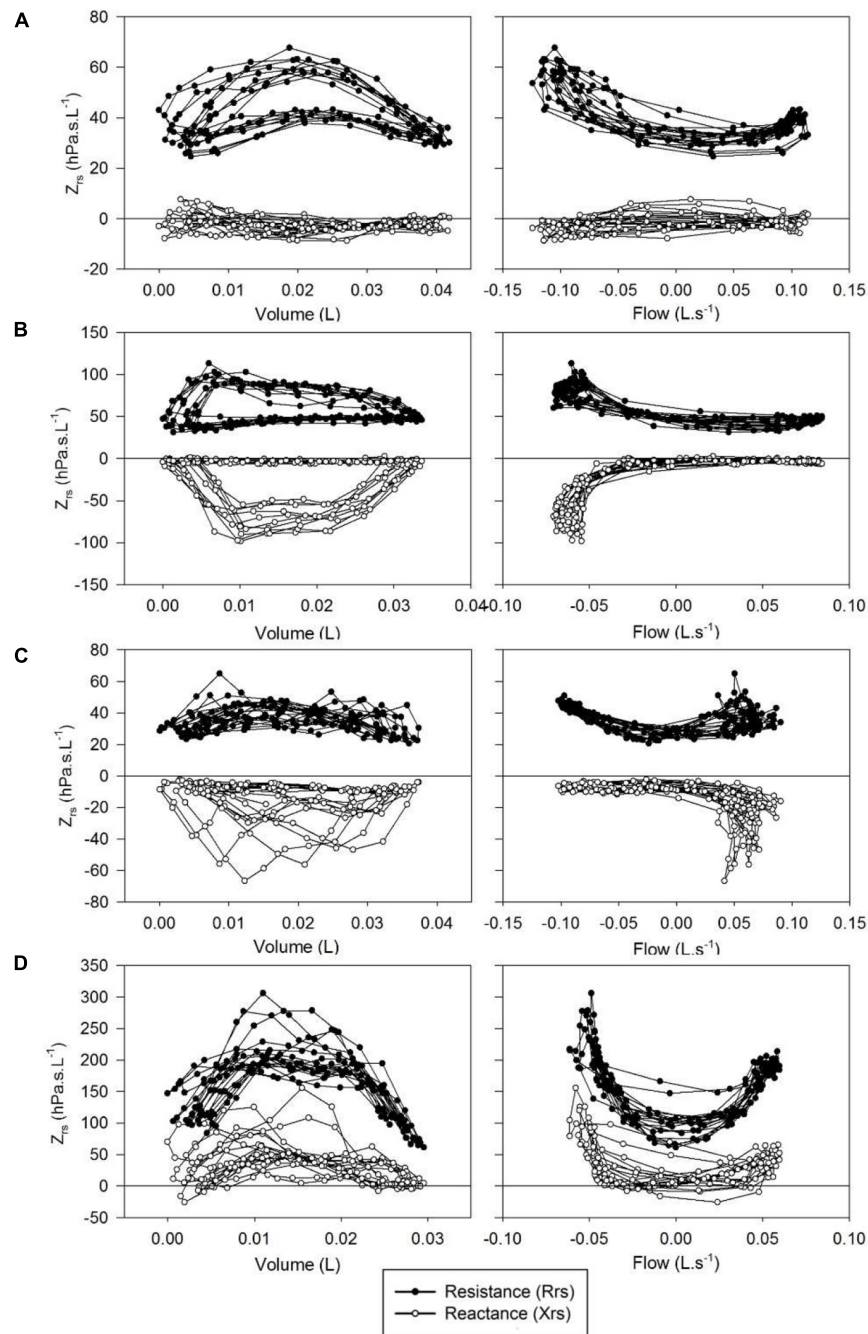 A
80
60
40
20
0
-20
Zrs (hPa.s.L-1)
0.00 0.01 0.02 0.03 0.04
Volume (L)
-0.15 -0.10 -0.05 0.00 0.05 0.10 0.15
Flow (L.s-1)
B
150
100
50
0
-50
-100
-150
Zrs (hPa.s.L-1)
0.00 0.01 0.02 0.03 0.04
Volume (L)
-0.10 -0.05 0.00 0.05 0.10
Flow (L.s-1)
C
80
60
40
20
0
-20
-40
-60
-80
Zrs (hPa.s.L-1)
0.00 0.01 0.02 0.03 0.04
Volume (L)
-0.15 -0.10 -0.05 0.00 0.05 0.10 0.15
Flow (L.s-1)
D
350
300
250
200
150
100
50
0
-50
Zrs (hPa.s.L-1)
0.00 0.01 0.02 0.03
Volume (L)
-0.10 -0.05 0.00 0.05 0.10
Flow (L.s-1)
Resistance (Rrs)
Reactance (Xrs)